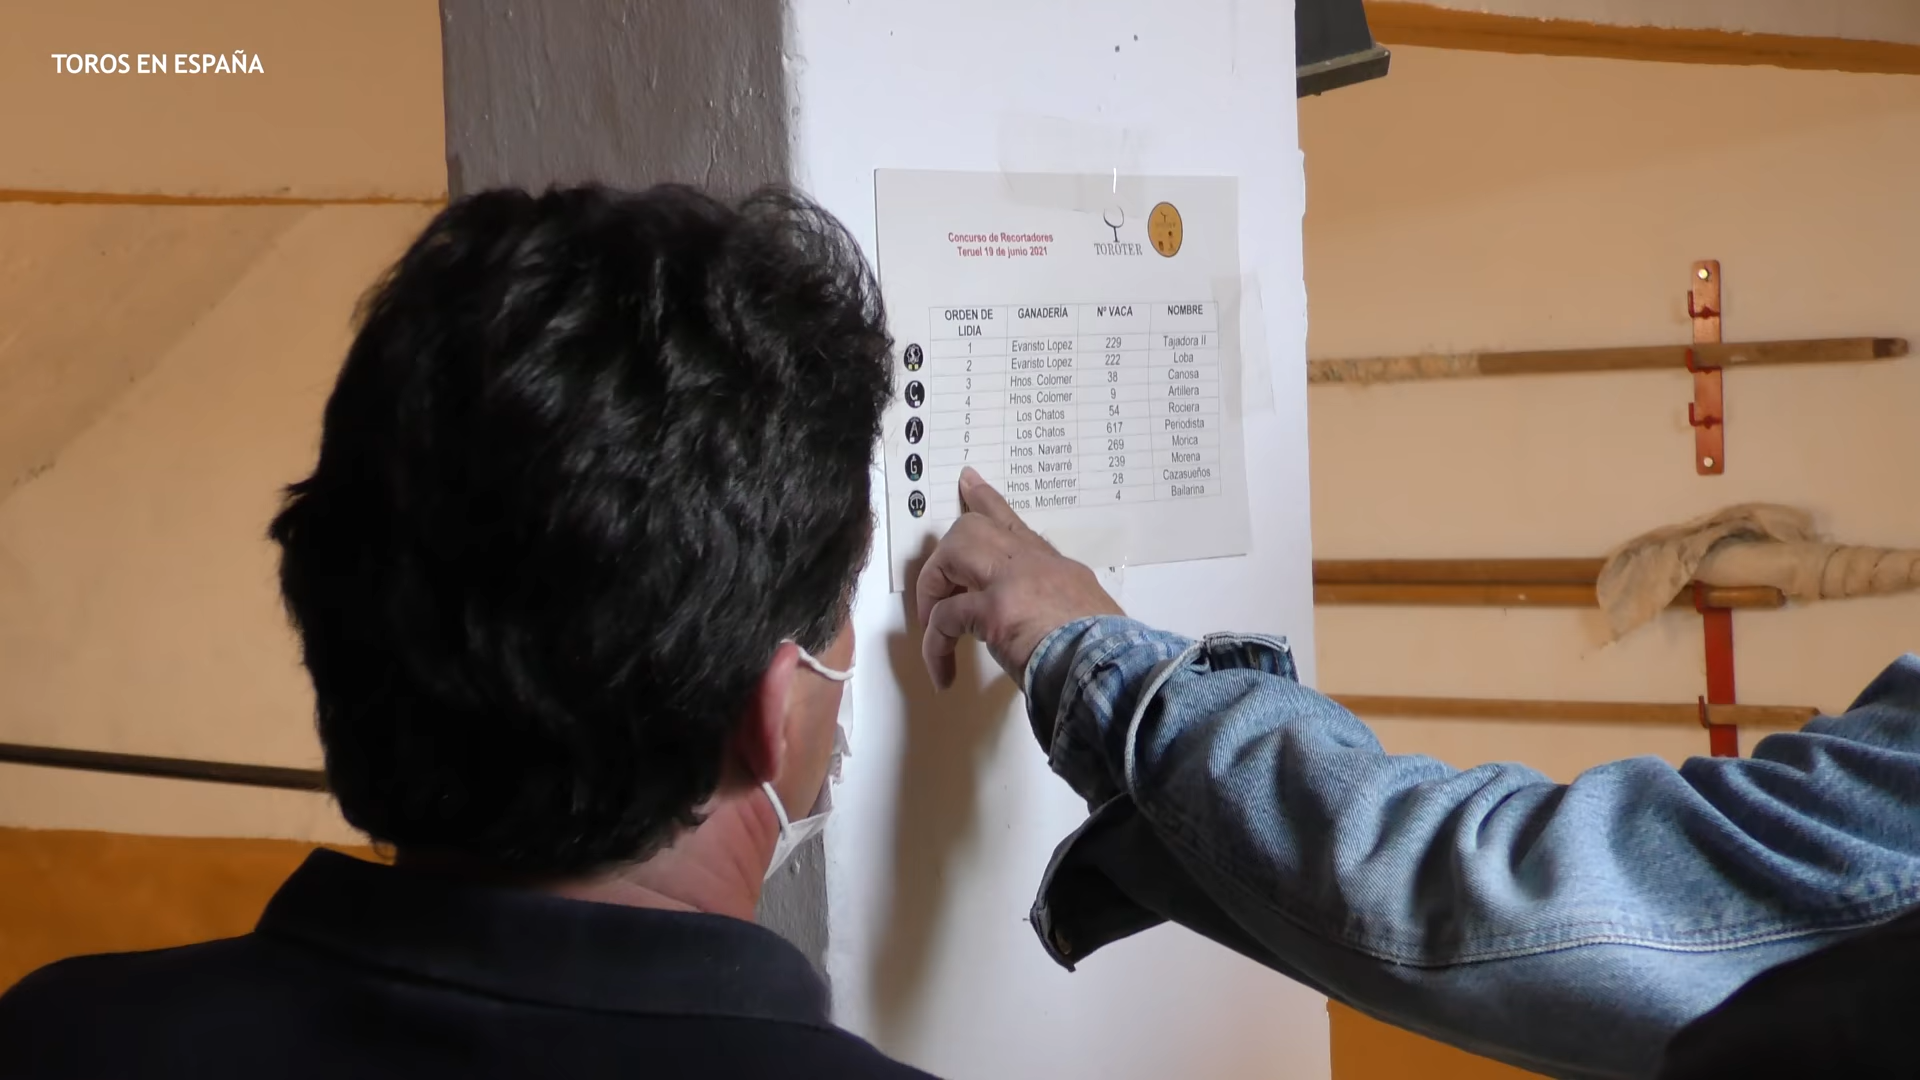 TOROS EN ESPAÑA
Concurso de Recortadores
Teruel 19 de junio 2021
TOROTER
ORDEN DE LIDIA GANADERÍA Nº VACA NOMBRE
1 Evaristo Lopez 229 Tajadora II
2 Evaristo Lopez 222 Loba
3 Hnos. Colomer 38 Canosa
4 Hnos. Colomer 9 Artillera
5 Los Chatos 54 Rociera
6 Los Chatos 617 Periodista
7 Hnos. Navarré 269 Monca
Hnos. Navarré 239 Morena
Hnos. Monferrer 28 Cazasueños
Hnos. Monferrer 4 Bailarina